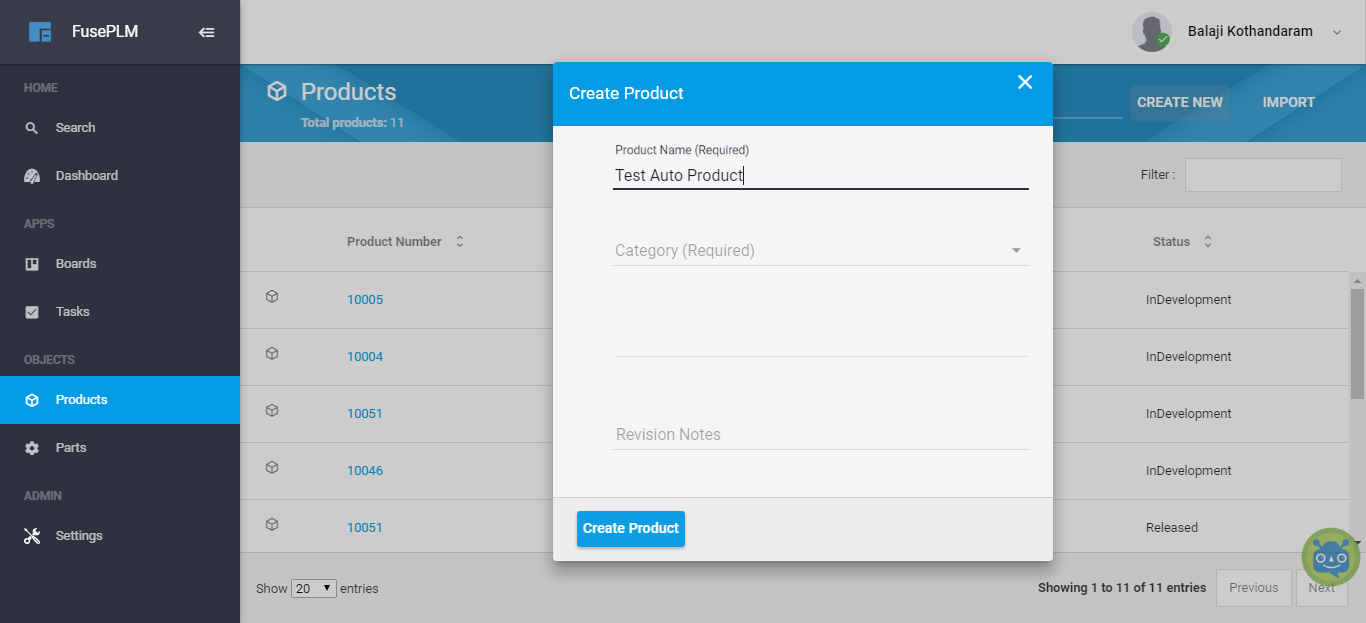 FusePLM
Balaji Kothandaram
HOME
Search
Dashboard
APPS
Boards
Tasks
OBJECTS
Products
Parts
ADMIN
Settings
Products
Total products: 11
CREATE NEW
IMPORT
Filter :
Product Number
Status
10005
InDevelopment
10004
InDevelopment
10051
InDevelopment
10046
InDevelopment
10051
Released
Show 20 entries
Showing 1 to 11 of 11 entries
Previous
Next
Create Product
Product Name (Required)
Test Auto Product
Category (Required)
Revision Notes
Create Product